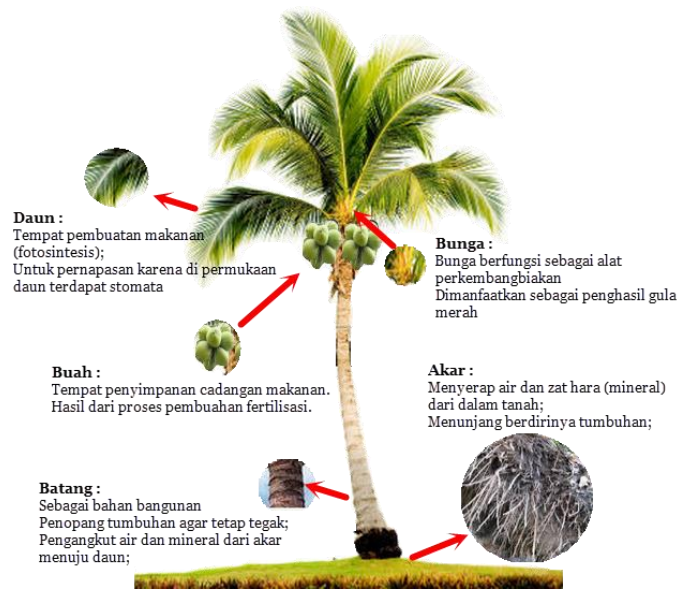 Daun :
Tempat pembuatan makanan
(fotosintesis);
Untuk pernapasan karena di permukaan
daun terdapat stomata
Bunga :
Bunga berfungsi sebagai alat
perkembangbiakan
Dimanfaatkan sebagai penghasil gula
merah
Buah :
Tempat penyimpanan cadangan makanan.
Hasil dari proses pembuahan fertilisasi.
Akar :
Menyerap air dan zat hara (mineral)
dari dalam tanah;
Menunjang berdirinya tumbuhan;
Batang :
Sebagai bahan bangunan
Penopang tumbuhan agar tetap tegak;
Pengangkut air dan mineral dari akar
menuju daun;